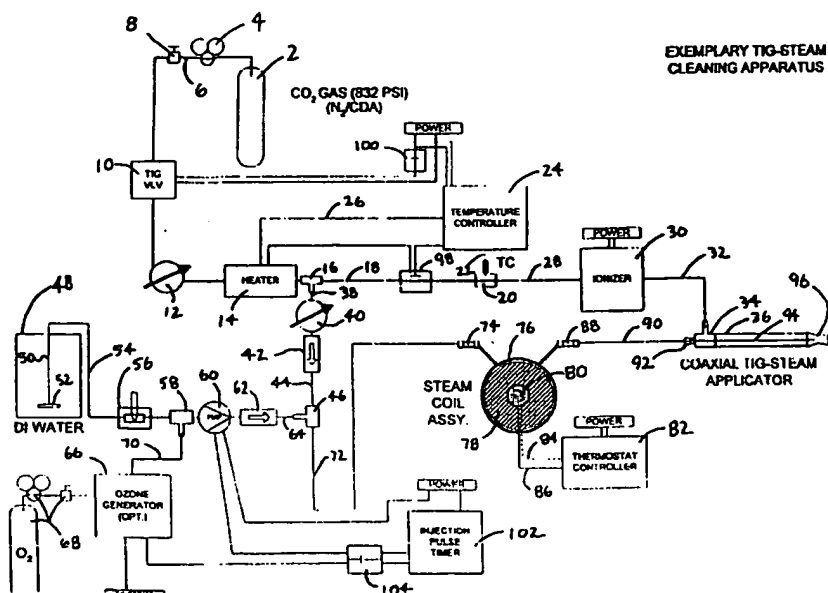 8
4
2
6
EXEMPLARY TIG-STEAM
CLEANING APPARATUS
CO₂ GAS (832 PSI)
(N₂/CDA)
POWER
100
10
TIG
VLV
24
26
TEMPERATURE
CONTROLLER
POWER
30
IONIZER
32
HEATER
16
18
98
22
TC
20
28
12
14
38
40
34
36
94
96
48
50
52
DI WATER
54
56
58
60
PUMP
42
44
62
64
46
74
76
88
90
92
COAXIAL TIG-STEAM
APPLICATOR
80
STEAM
COIL
ASSY.
78
84
86
POWER
82
THERMOSTAT
CONTROLLER
70
72
66
OZONE
GENERATOR
(OPT.)
68
O₂
POWER
INJECTION
PULSE
TIMER
102
104